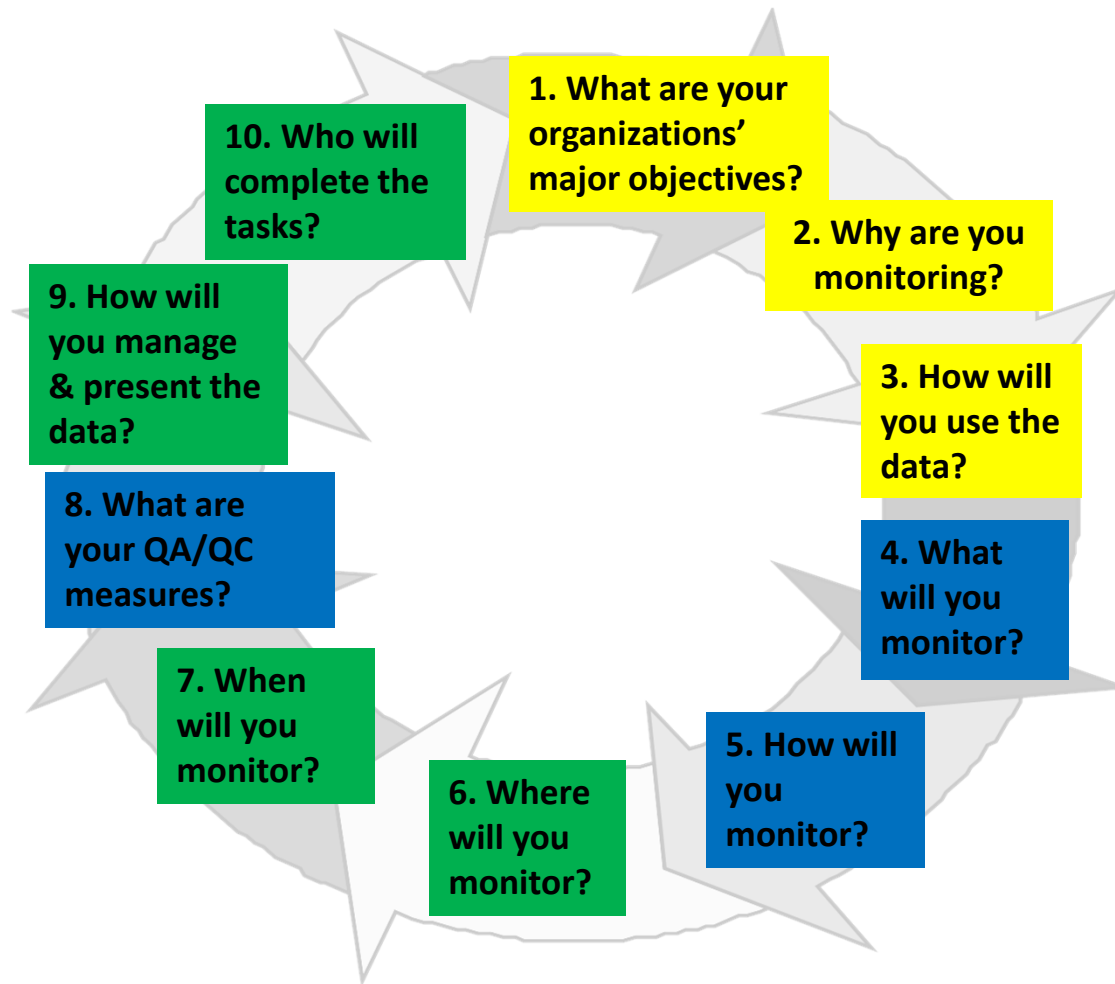 1. What are your
organizations’
major objectives?
2. Why are you
monitoring?
3. How will
you use the
data?
4. What
will you
monitor?
5. How will
you
monitor?
6. Where
will you
monitor?
7. When
will you
monitor?
8. What are
your QA/QC
measures?
9. How will
you manage
& present the
data?
10. Who will
complete the
tasks?